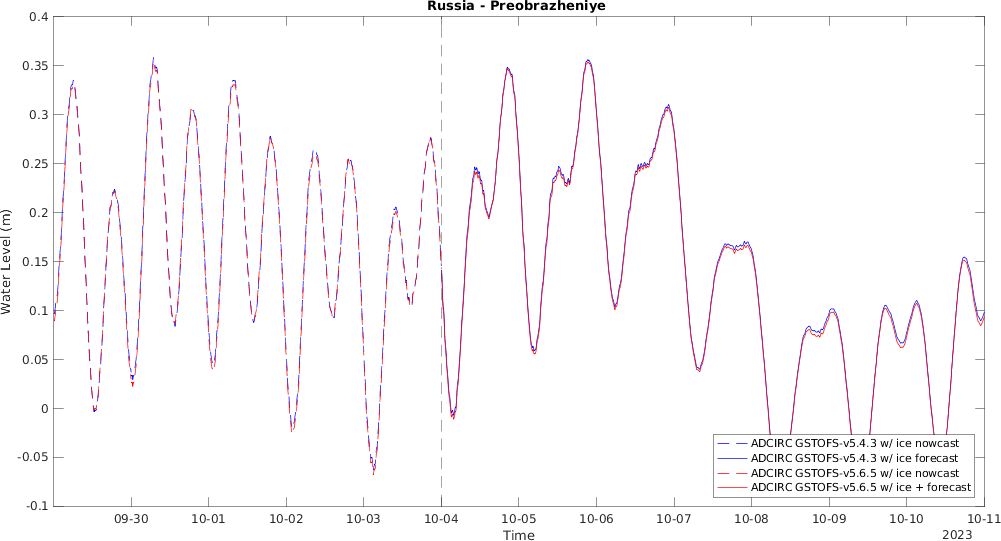 Russia - Preobrazheniye
Water Level (m)
0.4
0.35
0.3
0.25
0.2
0.15
0.1
0.05
0
-0.05
-0.1
ADCIRC GSTOFS-v5.4.3 w/ ice nowcast
ADCIRC GSTOFS-v5.4.3 w/ ice forecast
ADCIRC GSTOFS-v5.6.5 w/ ice nowcast
ADCIRC GSTOFS-v5.6.5 w/ ice + forecast
09-30 10-01 10-02 10-03 10-04 10-05 10-06 10-07 10-08 10-09 10-10 10-11
Time
2023